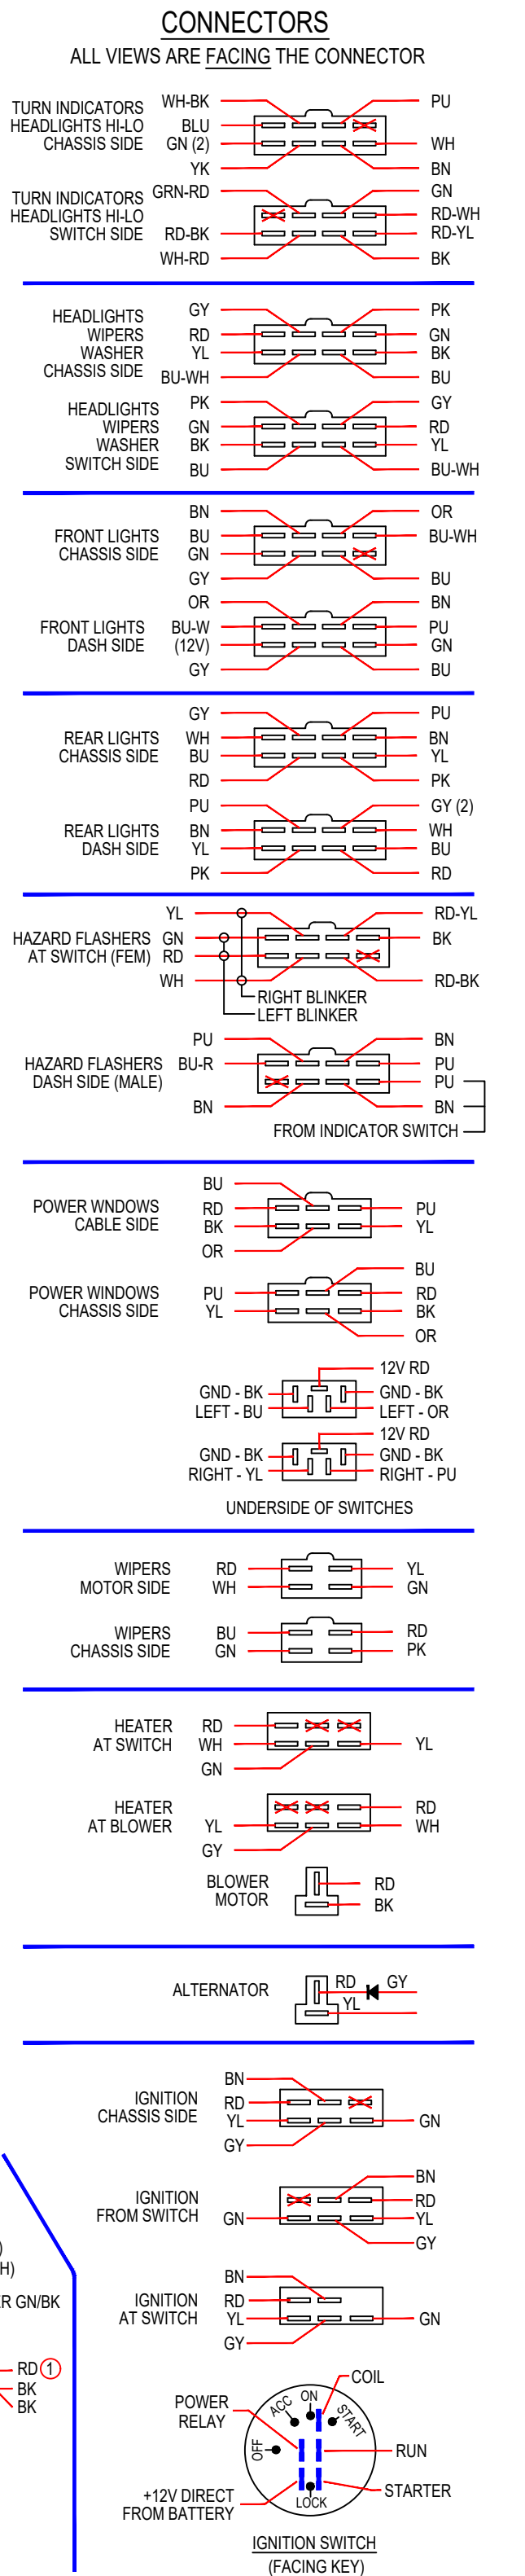 CONNECTORS
ALL VIEWS ARE FACING THE CONNECTOR
TURN INDICATORS
HEADLIGHTS HI-LO
CHASSIS SIDE
WH-BK
BLU
GN (2)
YK
PU
WH
BN
TURN INDICATORS
HEADLIGHTS HI-LO
SWITCH SIDE
GRN-RD
RD-BK
WH-RD
GN
RD-WH
RD-YL
BK
HEADLIGHTS
WIPERS
WASHER
CHASSIS SIDE
GY
RD
YL
BU-WH
PK
GN
BK
BU
HEADLIGHTS
WIPERS
WASHER
SWITCH SIDE
PK
GN
BK
BU
GY
RD
YL
BU-WH
FRONT LIGHTS
CHASSIS SIDE
BN
BU
GN
GY
OR
BU-WH
BU
FRONT LIGHTS
DASH SIDE
OR
BU-W
(12V)
GY
BN
PU
GN
BU
REAR LIGHTS
CHASSIS SIDE
GY
WH
BU
RD
PU
BN
YL
PK
REAR LIGHTS
DASH SIDE
PU
BN
YL
PK
GY (2)
WH
BU
RD
HAZARD FLASHERS
AT SWITCH (FEM)
YL
GN
RD
WH
RD-YL
BK
RD-BK
RIGHT BLINKER
LEFT BLINKER
HAZARD FLASHERS
DASH SIDE (MALE)
PU
BU-R
BN
BN
PU
PU
BN
FROM INDICATOR SWITCH
POWER WNDOWS
CABLE SIDE
BU
RD
BK
OR
PU
YL
POWER WINDOWS
CHASSIS SIDE
PU
YL
BU
RD
BK
OR
12V RD
GND - BK
LEFT - BU
GND - BK
LEFT - OR
12V RD
GND - BK
RIGHT - YL
GND - BK
RIGHT - PU
UNDERSIDE OF SWITCHES
WIPERS
MOTOR SIDE
RD
WH
YL
GN
WIPERS
CHASSIS SIDE
BU
GN
RD
PK
HEATER
AT SWITCH
RD
WH
GN
YL
HEATER
AT BLOWER
YL
GY
RD
WH
BLOWER
MOTOR
RD
BK
ALTERNATOR
RD
GY
YL
IGNITION
CHASSIS SIDE
BN
RD
YL
GY
GN
IGNITION
FROM SWITCH
GN
BN
RD
YL
GY
IGNITION
AT SWITCH
BN
RD
YL
GY
GN
)
H)
R GN/BK
RD 1
BK
BK
POWER
RELAY
+12V DIRECT
FROM BATTERY
OFF
ACC
ON
START
LOCK
COIL
RUN
STARTER
IGNITION SWITCH
(FACING KEY)